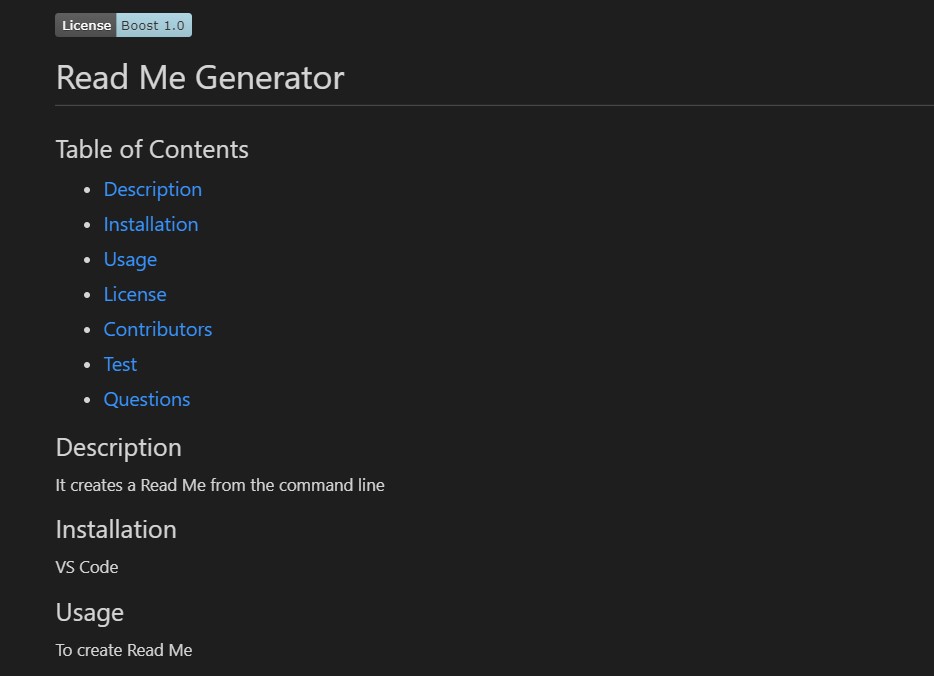 License Boost 1.0
Read Me Generator
Table of Contents
Description
Installation
Usage
License
Contributors
Test
Questions
Description
It creates a Read Me from the command line
Installation
VS Code
Usage
To create Read Me